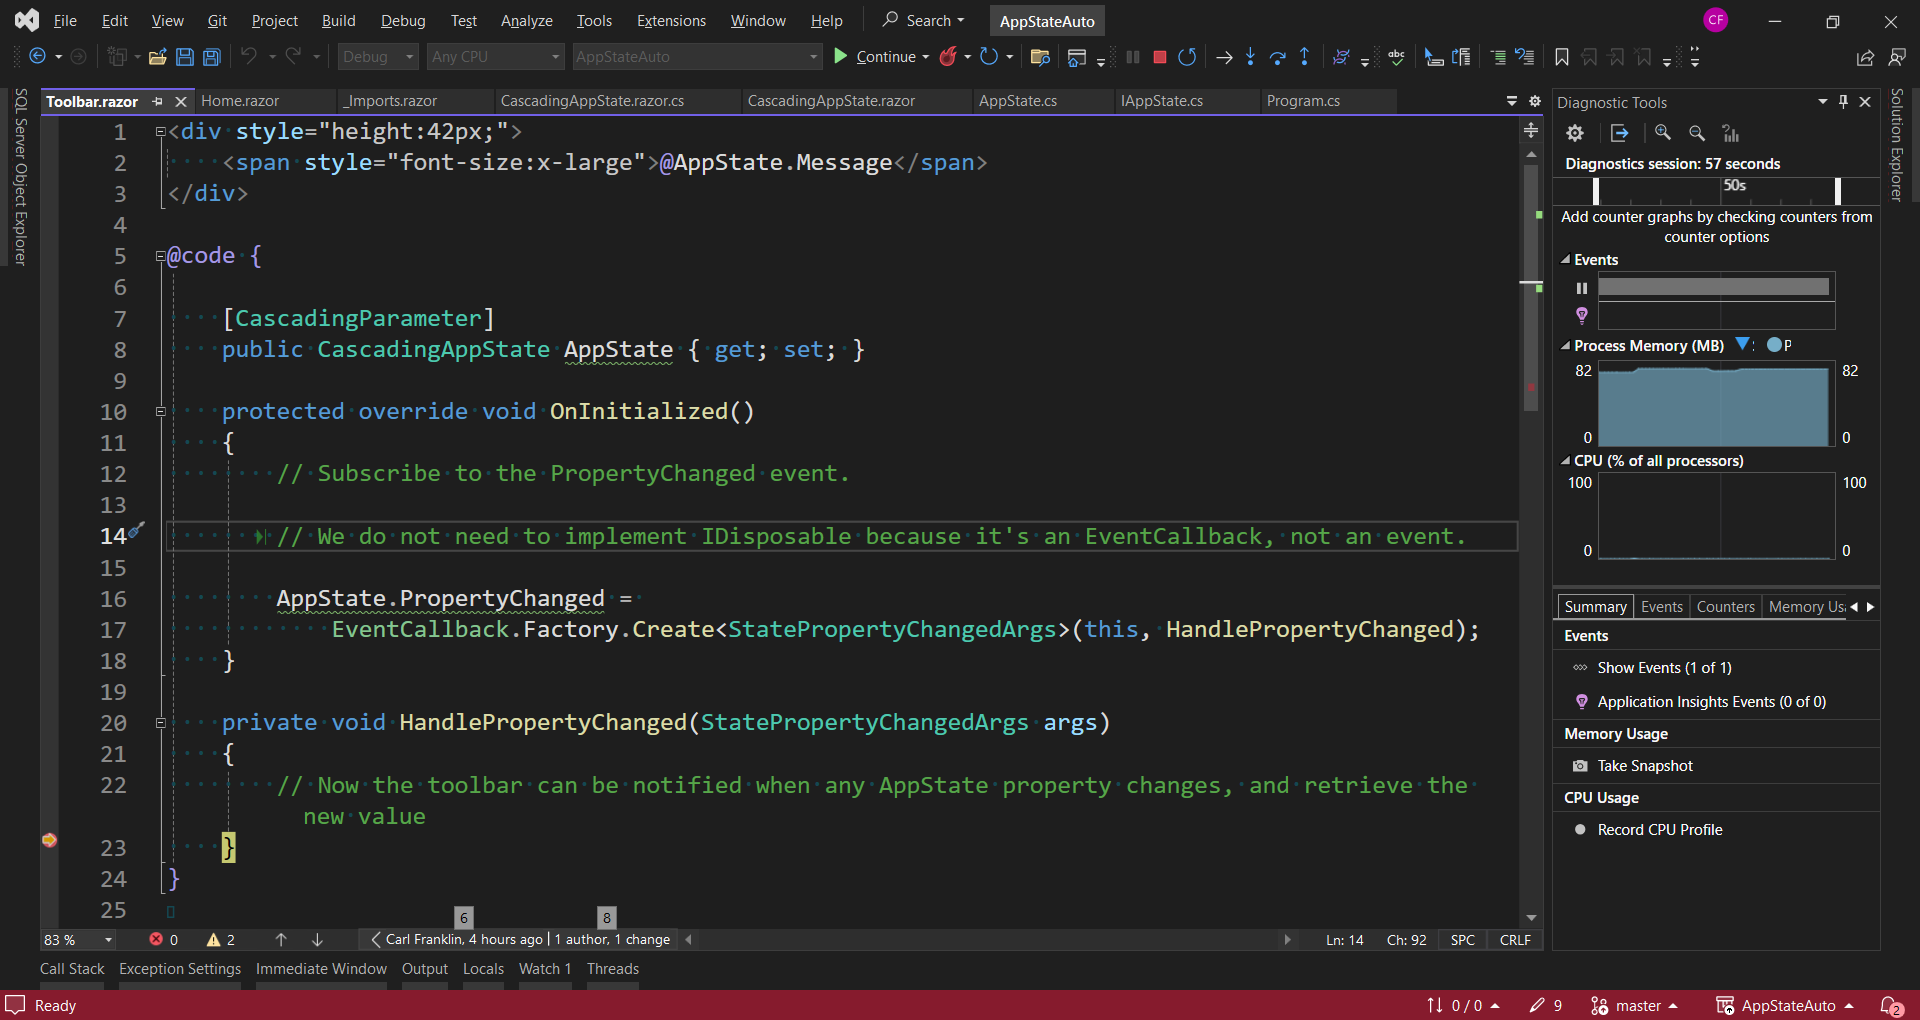 File Edit View Git Project Build Debug Test Analyze Tools Extensions Window Help Search AppStateAuto CF
Debug Any CPU AppStateAuto Continue
Toolbar.razor Home.razor _Imports.razor CascadingAppState.razor.cs CascadingAppState.razor AppState.cs IAppState.cs Program.cs
SQL Server Object Explorer
1 <div style="height:42px;">
2 <span style="font-size:x-large">@AppState.Message</span>
3 </div>
4
5 @code {
6
7 [CascadingParameter]
8 public CascadingAppState AppState { get; set; }
9
10 protected override void OnInitialized()
11 {
12 // Subscribe to the PropertyChanged event.
13
14 // We do not need to implement IDisposable because it's an EventCallback, not an event.
15
16 AppState.PropertyChanged =
17 EventCallback.Factory.Create<StatePropertyChangedArgs>(this, HandlePropertyChanged);
18 }
19
20 private void HandlePropertyChanged(StatePropertyChangedArgs args)
21 {
22 // Now the toolbar can be notified when any AppState property changes, and retrieve the
new value
23 }
24 }
25
6 8
83 % 0 2 Carl Franklin, 4 hours ago | 1 author, 1 change Ln: 14 Ch: 92 SPC CRLF
Diagnostic Tools
Diagnostics session: 57 seconds
50s
Add counter graphs by checking counters from
counter options
Events
Process Memory (MB) P
82 82
0 0
CPU (% of all processors)
100 100
0 0
Summary Events Counters Memory Us
Events
Show Events (1 of 1)
Application Insights Events (0 of 0)
Memory Usage
Take Snapshot
CPU Usage
Record CPU Profile
Solution Explorer
Call Stack Exception Settings Immediate Window Output Locals Watch 1 Threads
Ready 0 / 0 9 master AppStateAuto 2